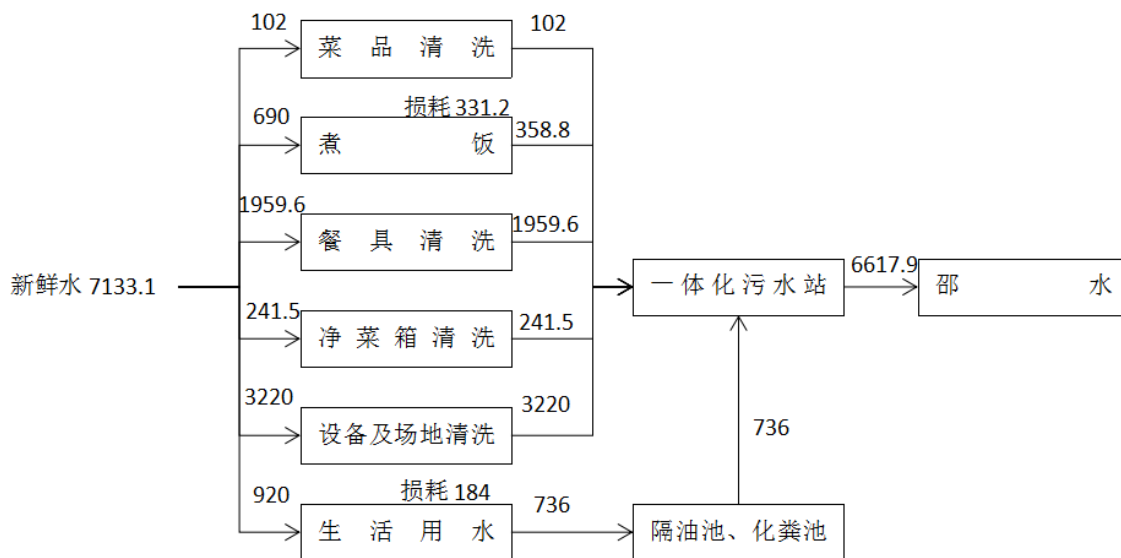 102
菜品清洗
102
损耗 331.2
690
煮饭
358.8
1959.6
餐具清洗
1959.6
新鲜水 7133.1
一体化污水站
6617.9
邵水
241.5
净菜箱清洗
241.5
3220
设备及场地清洗
3220
736
损耗 184
920
生活用水
736
隔油池、化粪池